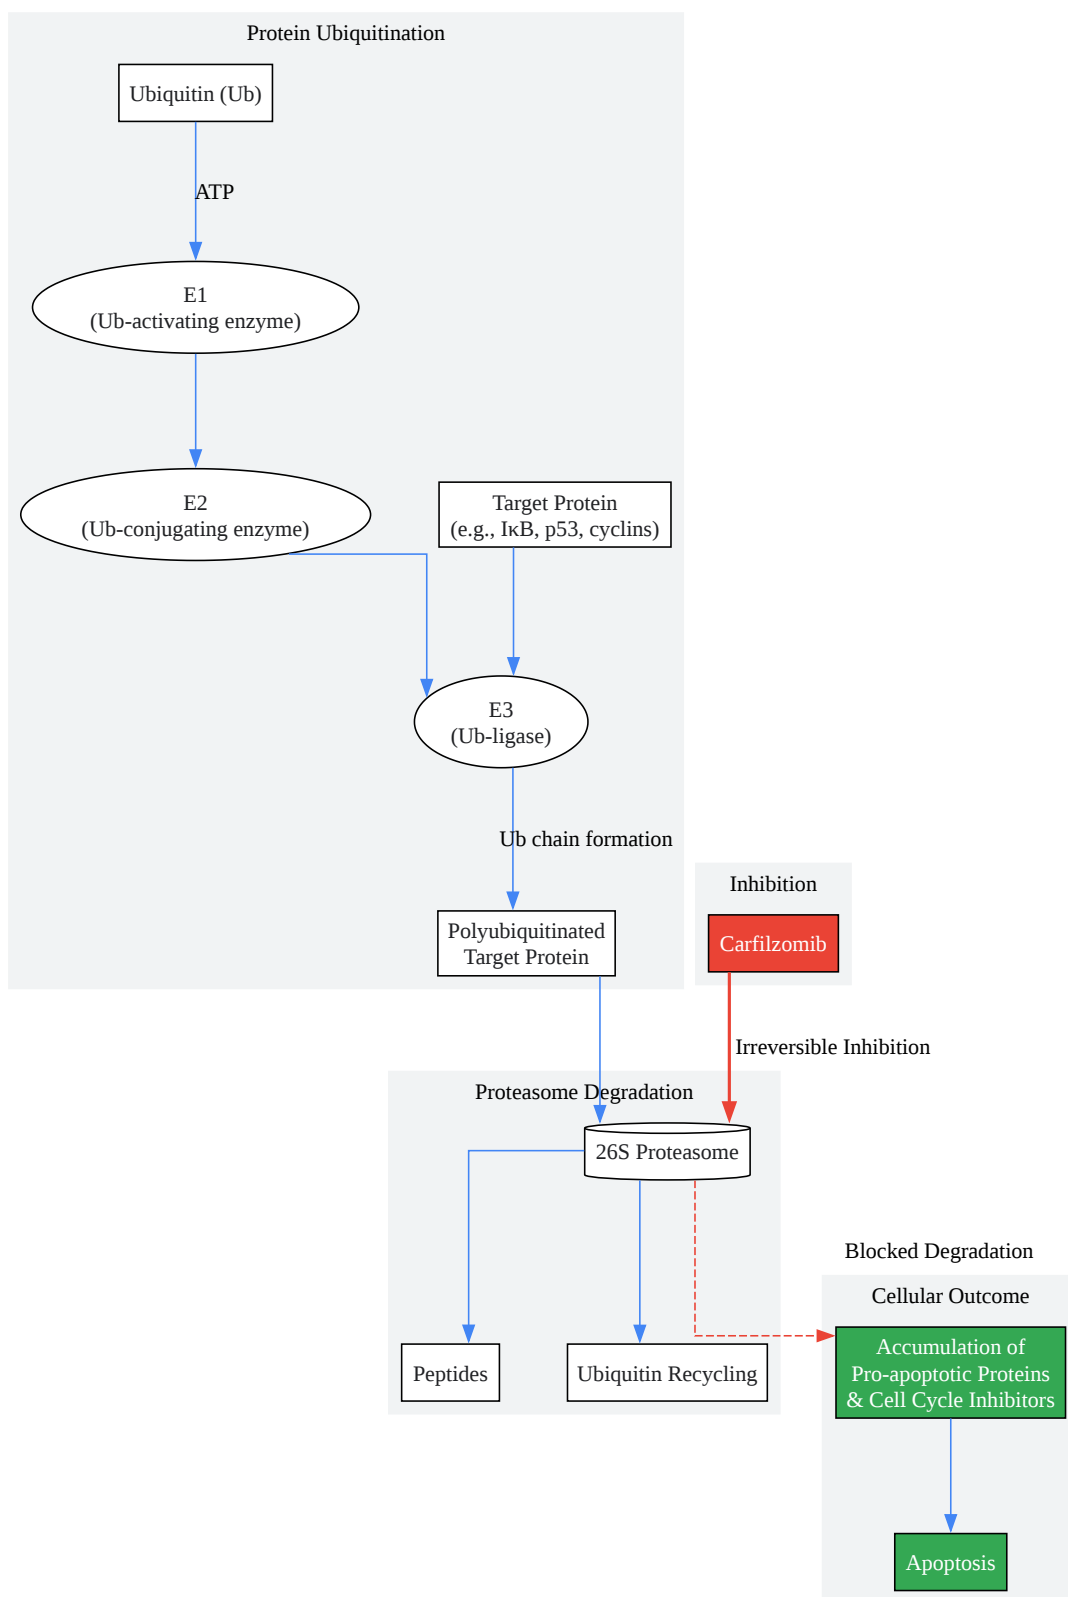 Protein Ubiquitination
Ubiquitin (Ub)
ATP
E1
(Ub-activating enzyme)
E2
(Ub-conjugating enzyme)
Target Protein
(e.g., IκB, p53, cyclins)
E3
(Ub-ligase)
Ub chain formation
Polyubiquitinated
Target Protein
Inhibition
Carfilzomib
Irreversible Inhibition
Proteasome Degradation
26S Proteasome
Peptides
Ubiquitin Recycling
Blocked Degradation
Cellular Outcome
Accumulation of
Pro-apoptotic Proteins
& Cell Cycle Inhibitors
Apoptosis